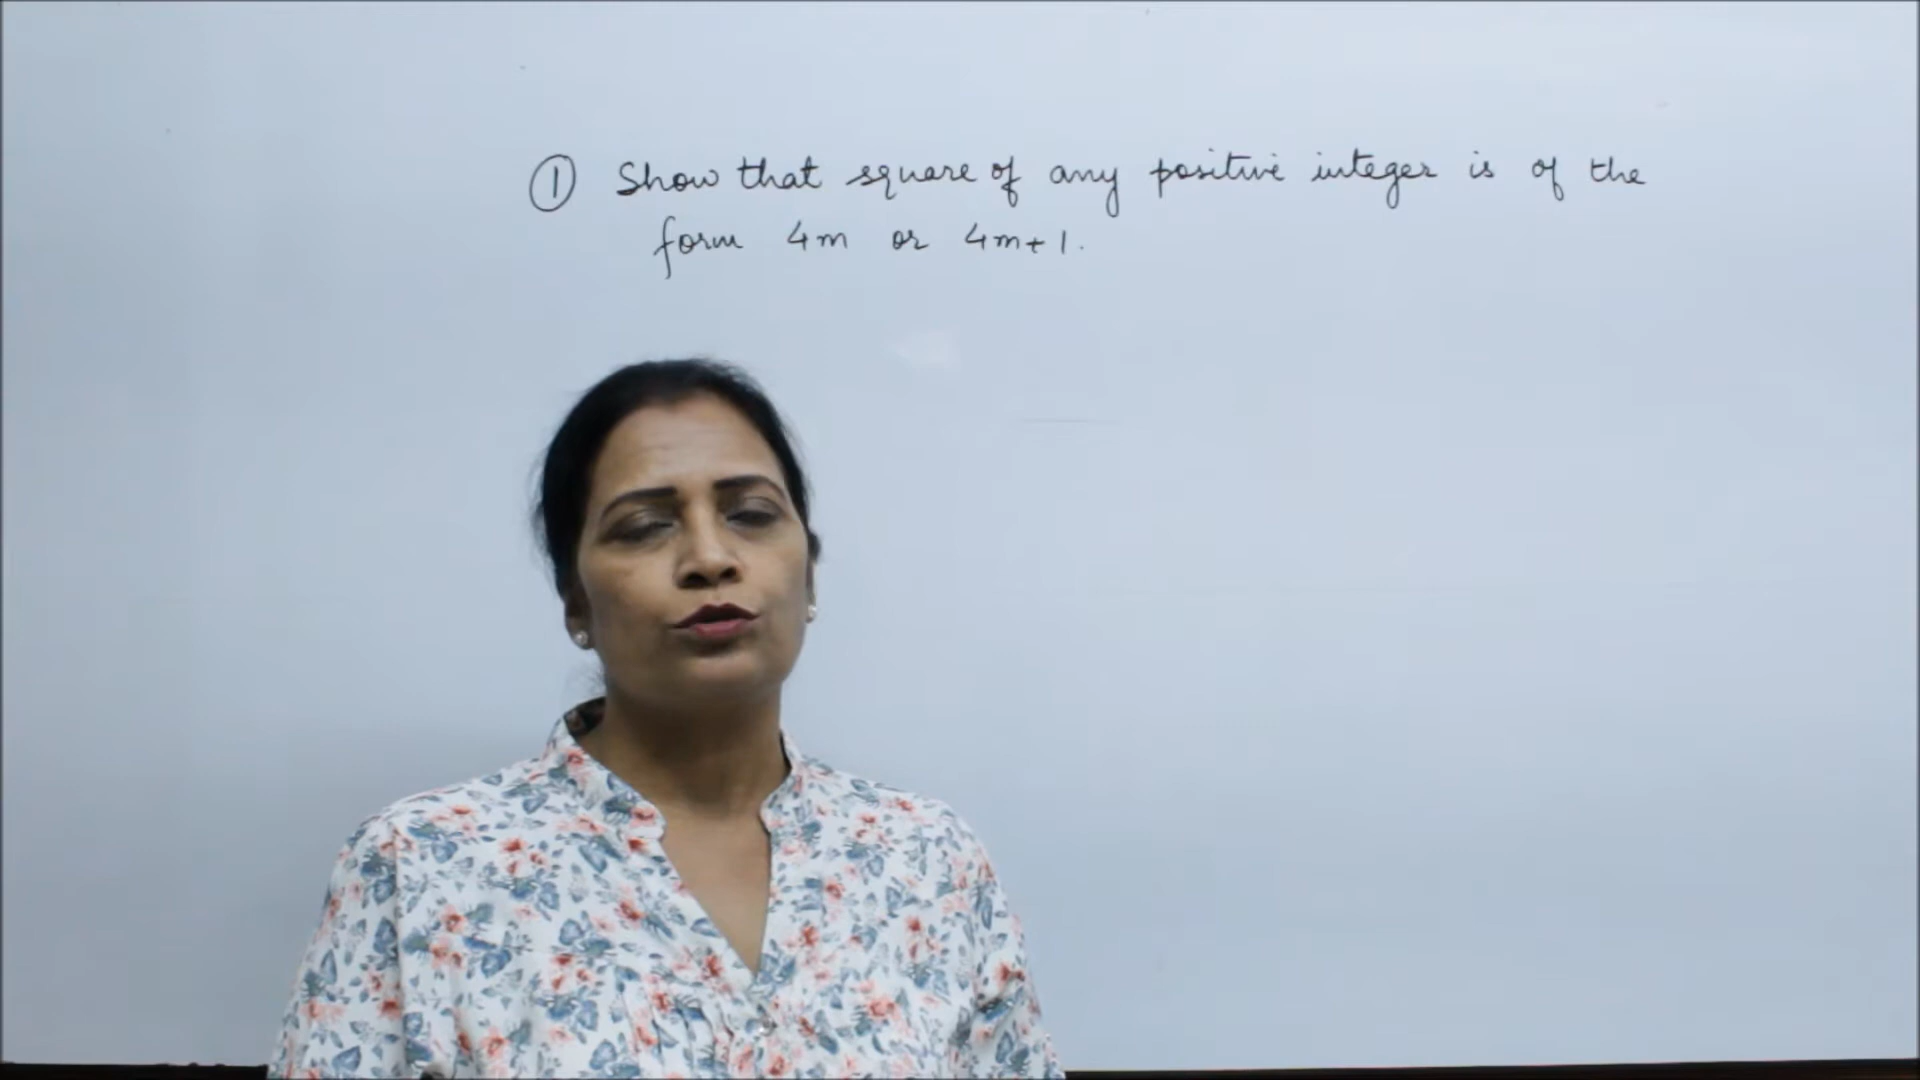 ① Show that square of any positive integer is of the
form 4m or 4m+1.